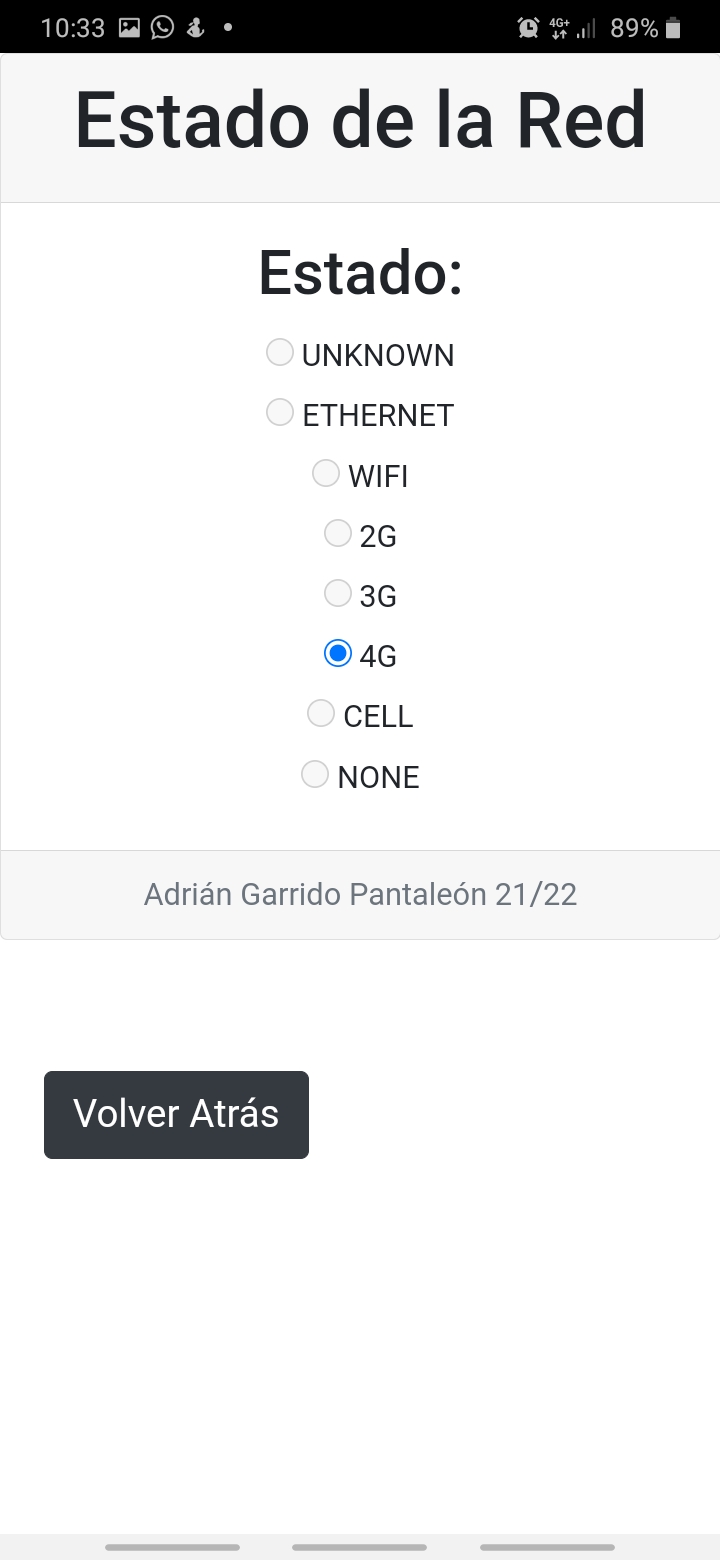 10:33 4G+ 89%
Estado de la Red
Estado:
UNKNOWN
ETHERNET
WIFI
2G
3G
4G
CELL
NONE
Adrián Garrido Pantaleón 21/22
Volver Atrás